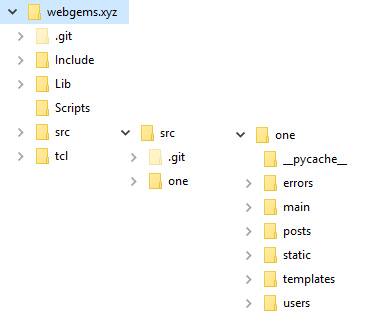 webgems.xyz
.git
Include
Lib
Scripts
src
tcl
src
.git
one
one
__pycache__
errors
main
posts
static
templates
users